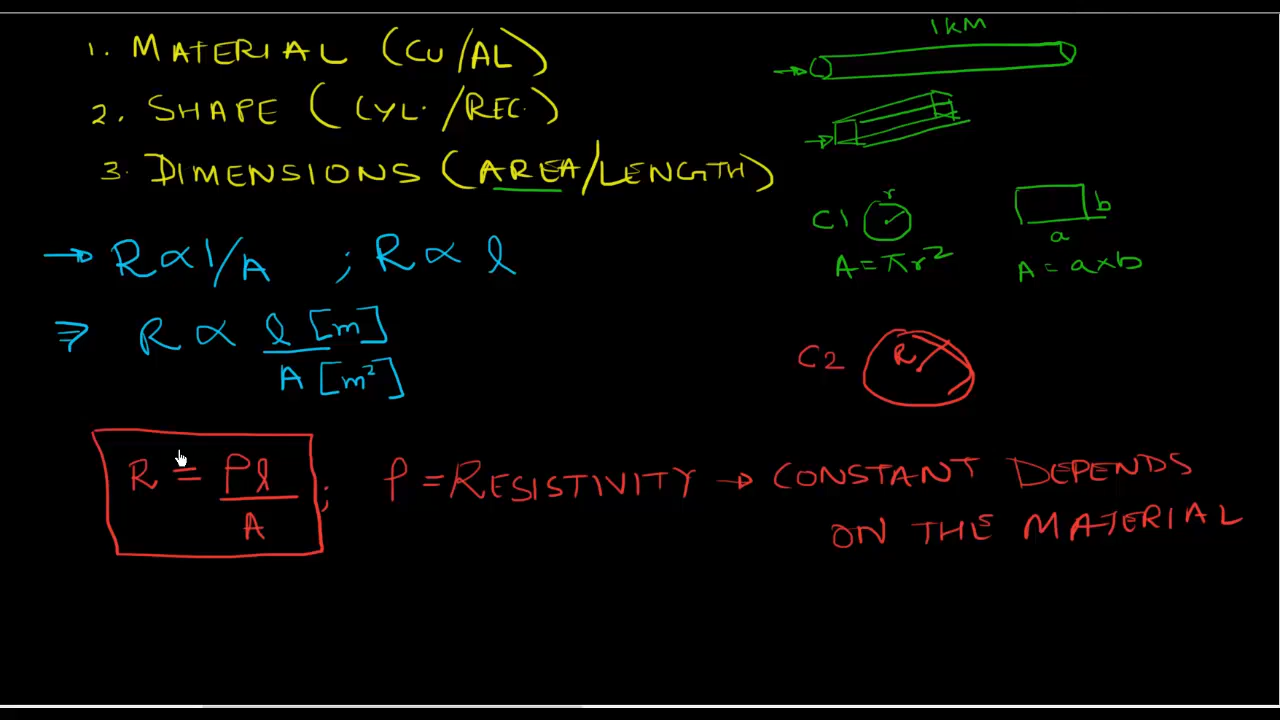 1. MATERIAL (CU/AL)
2. SHAPE (CYL./REC.)
3. DIMENSIONS (AREA/LENGTH)
→ R ∝ 1/A ; R ∝ l
⇒ R ∝ l [m]
A [m²]
R = ρl
A
; ρ = RESISTIVITY → CONSTANT DEPENDS
ON THE MATERIAL
1KM
C1
r
A = πr²
b
a
A = a×b
C2
R